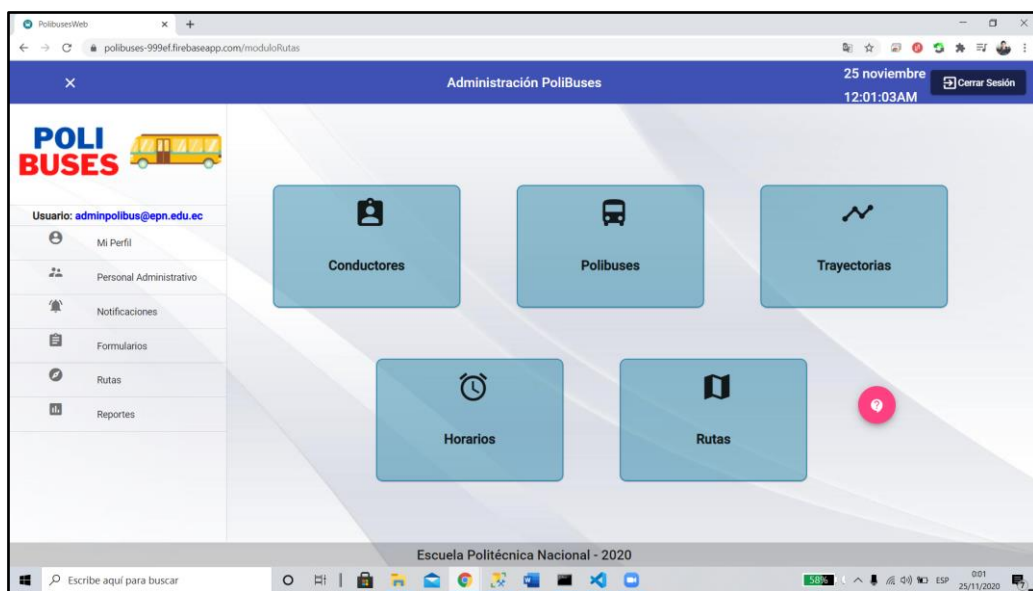 PolibusesWeb
polibuses-999ef.firebaseapp.com/moduloRutas
Administración PoliBuses
25 noviembre
12:01:03AM
Cerrar Sesión
POLI
BUSES
Usuario: adminpolibus@epn.edu.ec
Mi Perfil
Personal Administrativo
Notificaciones
Formularios
Rutas
Reportes
Conductores
Polibuses
Trayectorias
Horarios
Rutas
Escuela Politécnica Nacional - 2020
Escribe aquí para buscar
58%
ESP
0:01
25/11/2020